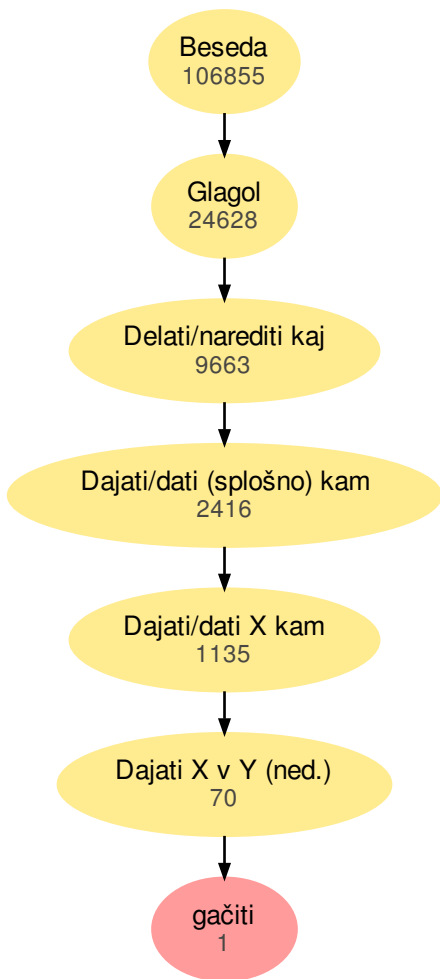 Beseda
106855
Glagol
24628
Delati/narediti kaj
9663
Dajati/dati (splošno) kam
2416
Dajati/dati X kam
1135
Dajati X v Y (ned.)
70
gačiti
1